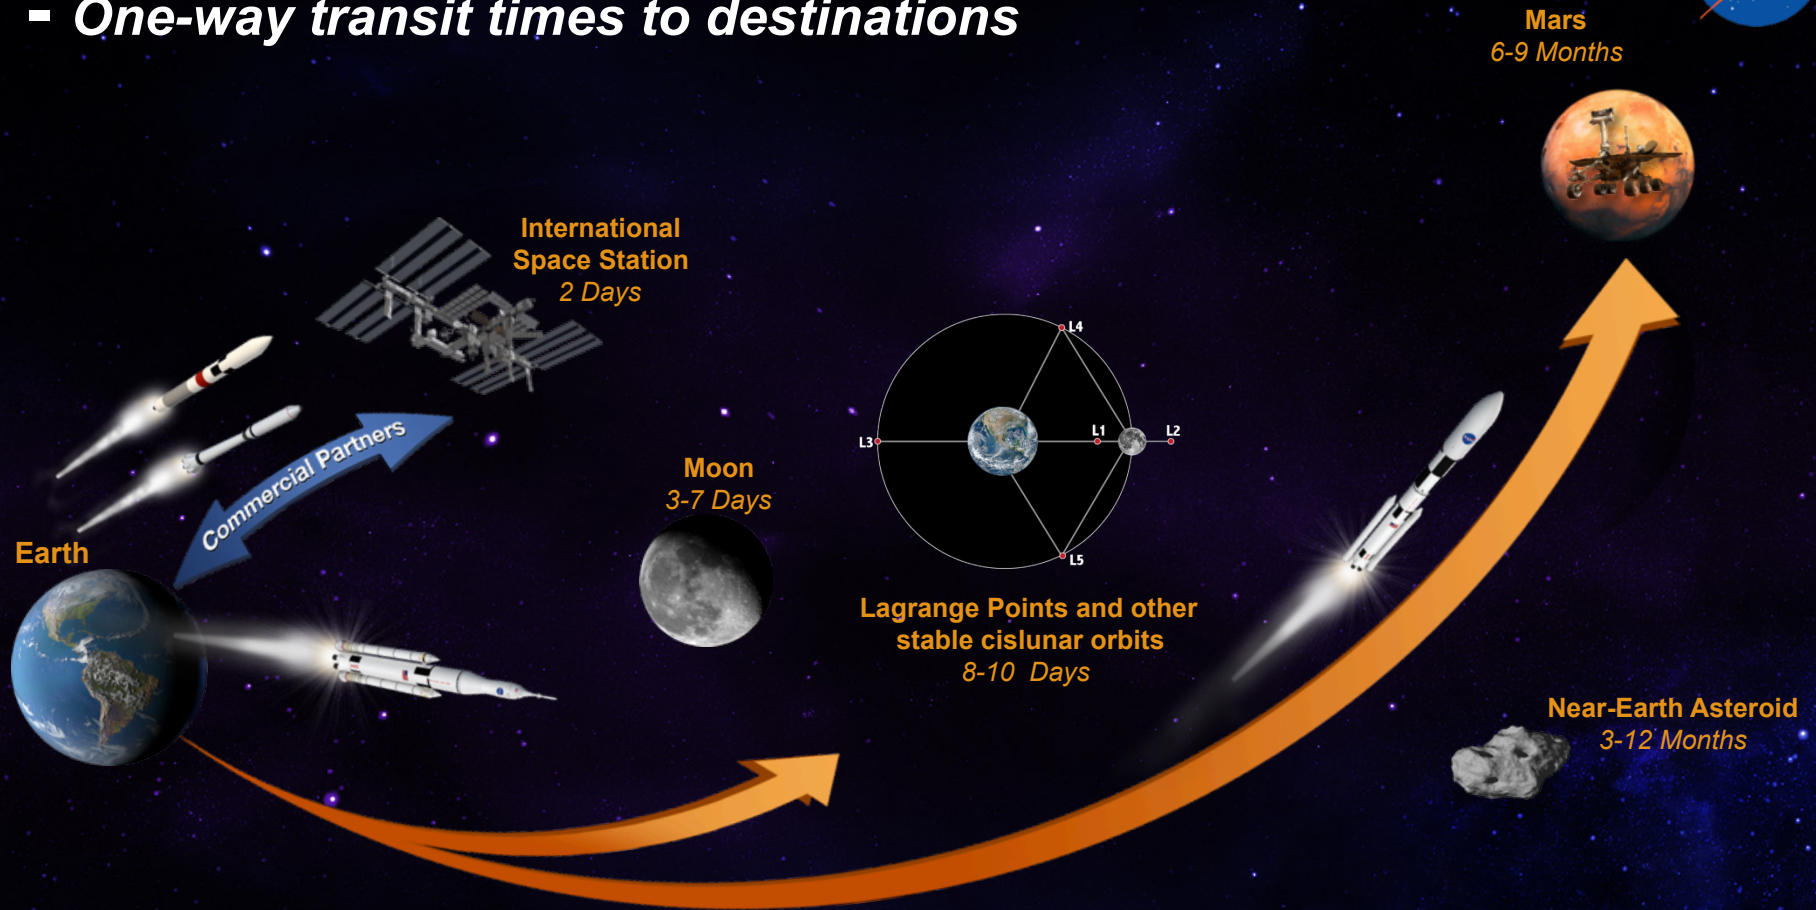 - One-way transit times to destinations
Mars
6-9 Months
International
Space Station
2 Days
L4
L3
L1
L2
L5
Commercial Partners
Moon
3-7 Days
Earth
Lagrange Points and other
stable cislunar orbits
8-10 Days
Near-Earth Asteroid
3-12 Months